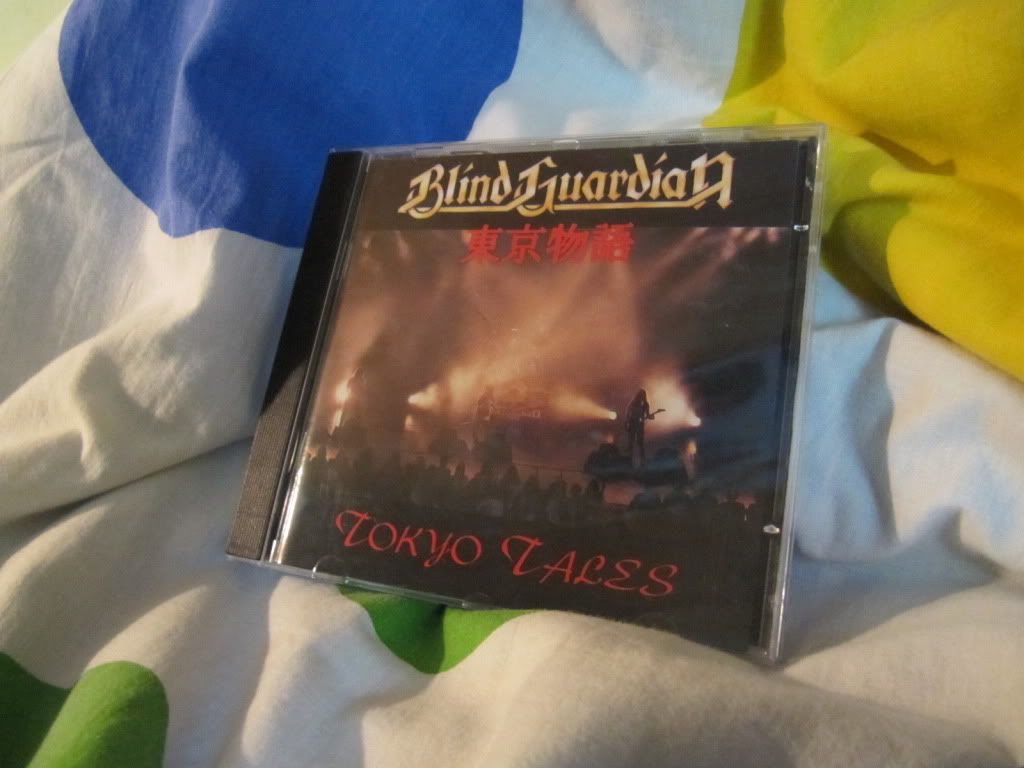 Blind Guardian
東京物語
Tokyo Tales